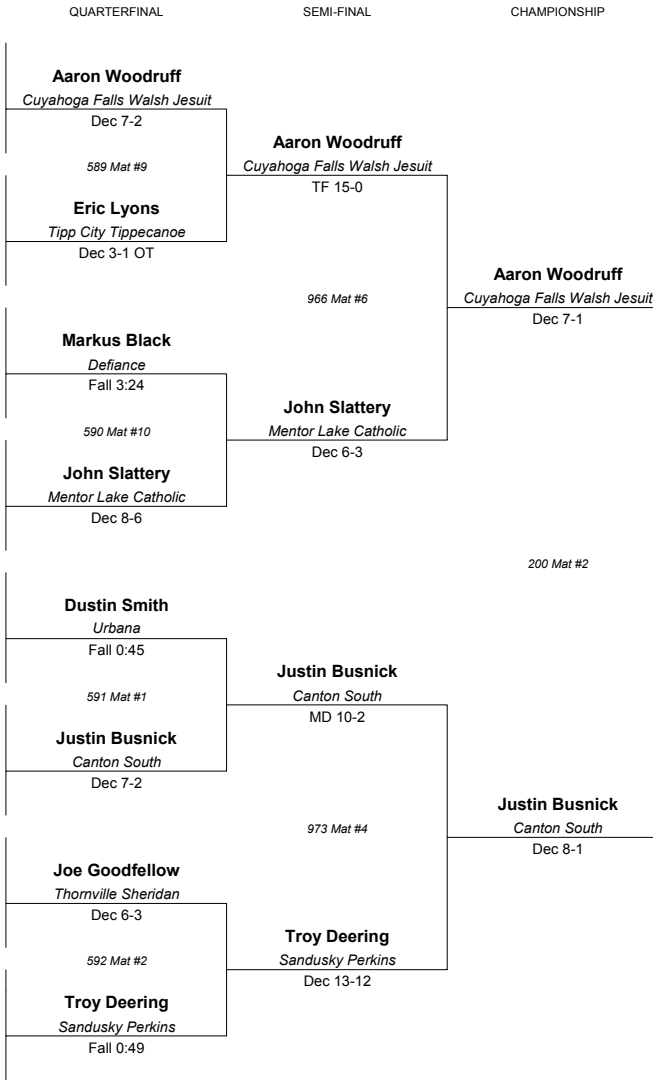 QUARTERFINAL
SEMI-FINAL
CHAMPIONSHIP
Aaron Woodruff
Cuyahoga Falls Walsh Jesuit
Dec 7-2
589 Mat #9
Eric Lyons
Tipp City Tippecanoe
Dec 3-1 OT
Markus Black
Defiance
Fall 3:24
590 Mat #10
John Slattery
Mentor Lake Catholic
Dec 8-6
Dustin Smith
Urbana
Fall 0:45
591 Mat #1
Justin Busnick
Canton South
Dec 7-2
Joe Goodfellow
Thornville Sheridan
Dec 6-3
592 Mat #2
Troy Deering
Sandusky Perkins
Fall 0:49
Aaron Woodruff
Cuyahoga Falls Walsh Jesuit
TF 15-0
966 Mat #6
John Slattery
Mentor Lake Catholic
Dec 6-3
Justin Busnick
Canton South
MD 10-2
973 Mat #4
Troy Deering
Sandusky Perkins
Dec 13-12
Aaron Woodruff
Cuyahoga Falls Walsh Jesuit
Dec 7-1
200 Mat #2
Justin Busnick
Canton South
Dec 8-1